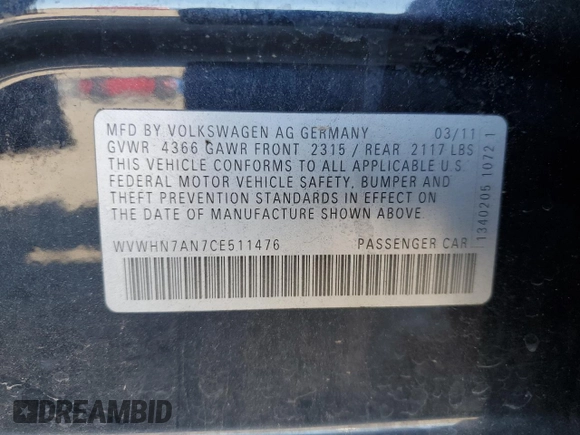 MFD BY VOLKSWAGEN AG GERMANY 03/11
GVWR 4366 GAWR FRONT 2315 / REAR 2117 LBS
THIS VEHICLE CONFORMS TO ALL APPLICABLE U.S.
FEDERAL MOTOR VEHICLE SAFETY, BUMPER AND
THEFT PREVENTION STANDARDS IN EFFECT ON
THE DATE OF MANUFACTURE SHOWN ABOVE.
WVWHN7AN7CE511476 PASSENGER CAR
1340205 1072 1
DREAMBID